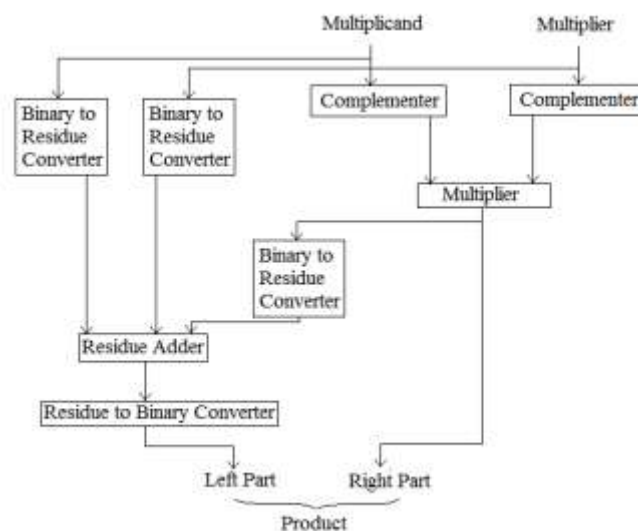 Multiplicand Multiplier
Binary to
Residue
Converter
Binary to
Residue
Converter
Complementer
Complementer
Multiplier
Binary to
Residue
Converter
Residue Adder
Residue to Binary Converter
Left Part Right Part
Product